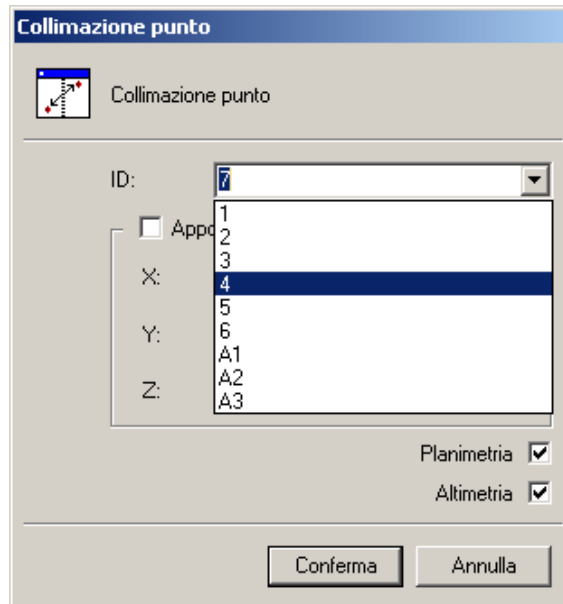 Collimazione punto
Collimazione punto
ID: 7
1
Appo
2
3
X:
4
5
Y:
6
A1
A2
Z:
A3
Planimetria
Altimetria
Conferma Annulla